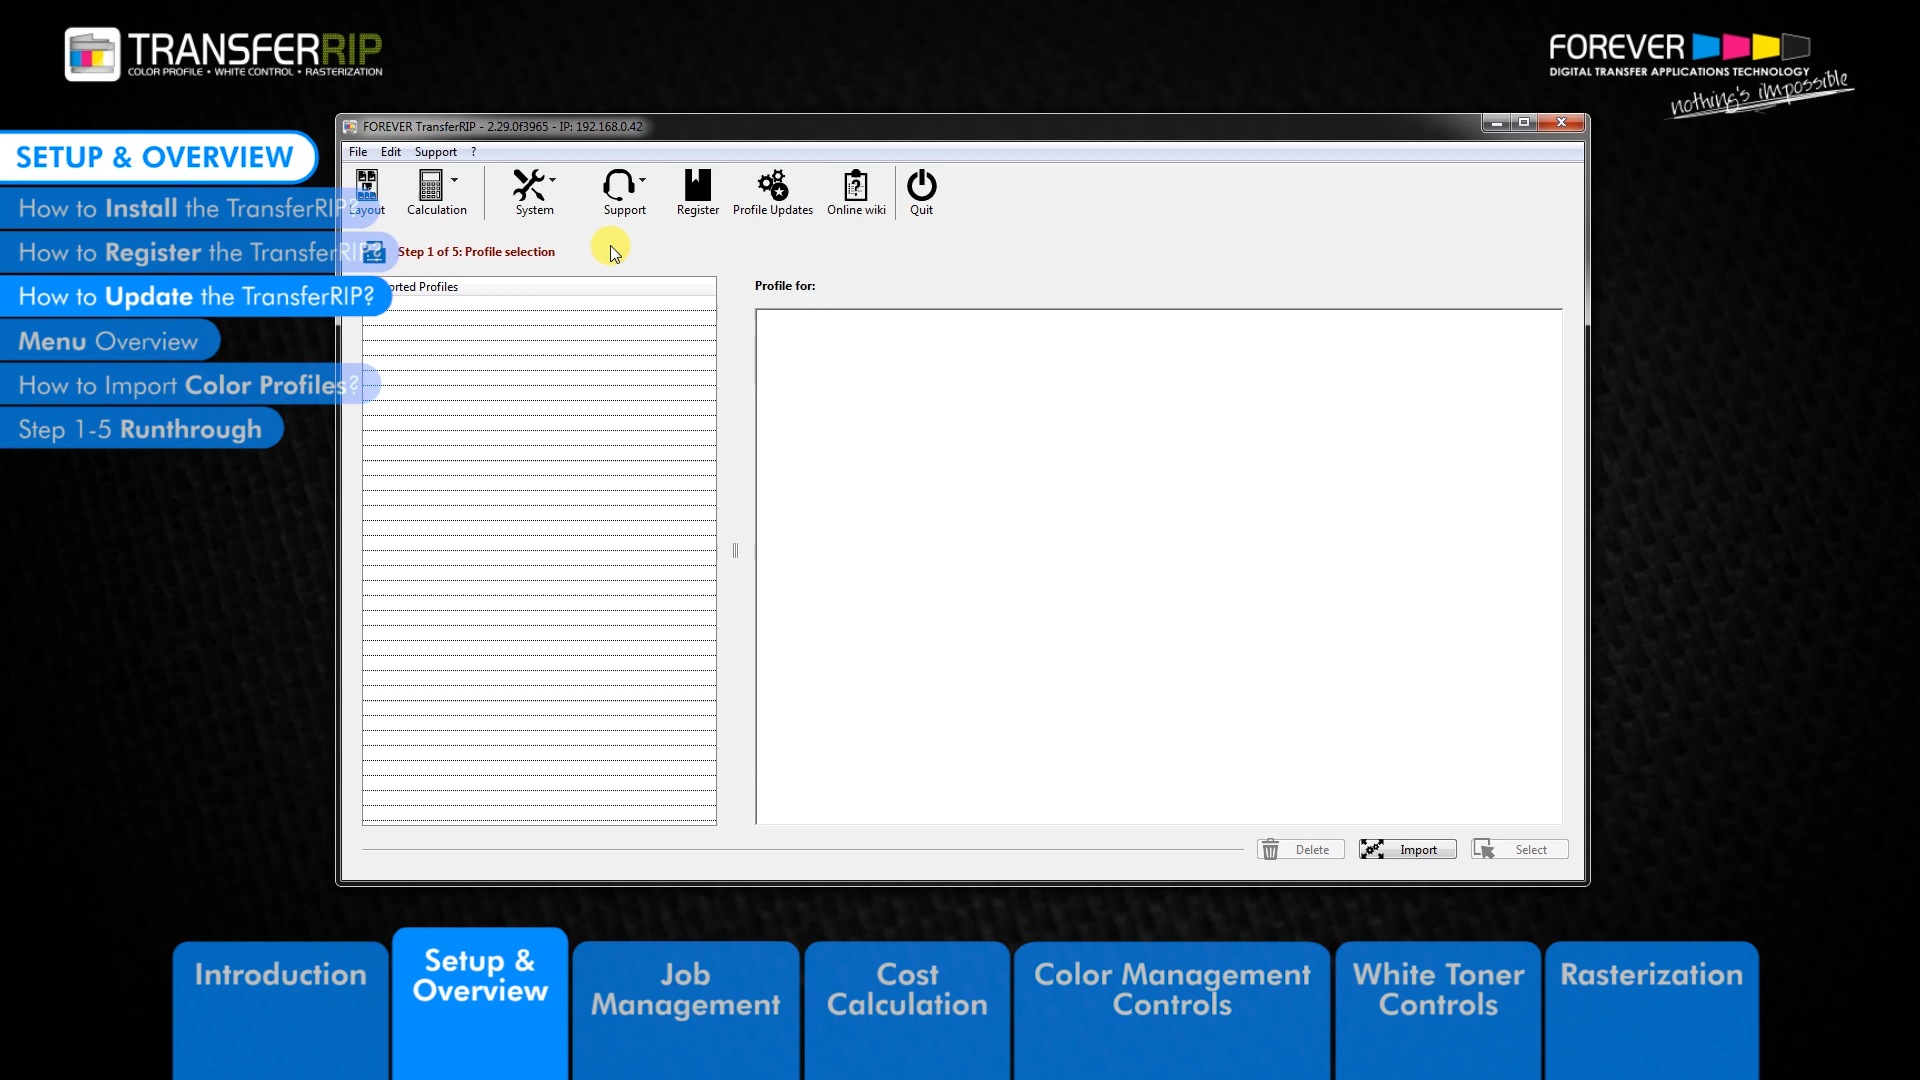 TRANSFERRIP
COLOR PROFILE • WHITE CONTROL • RASTERIZATION
FOREVER
DIGITAL TRANSFER APPLICATIONS TECHNOLOGY
nothing's impossible
FOREVER TransferRIP - 2.29.0f3965 - IP: 192.168.0.42
File Edit Support ?
Layout Calculation System Support Register Profile Updates Online wiki Quit
SETUP & OVERVIEW
How to Install the TransferRIP?
How to Register the TransferRIP?
How to Update the TransferRIP?
Menu Overview
How to Import Color Profiles?
Step 1-5 Runthrough
Step 1 of 5: Profile selection
orted Profiles
Profile for:
Delete Import Select
Introduction
Setup &
Overview
Job
Management
Cost
Calculation
Color Management
Controls
White Toner
Controls
Rasterization